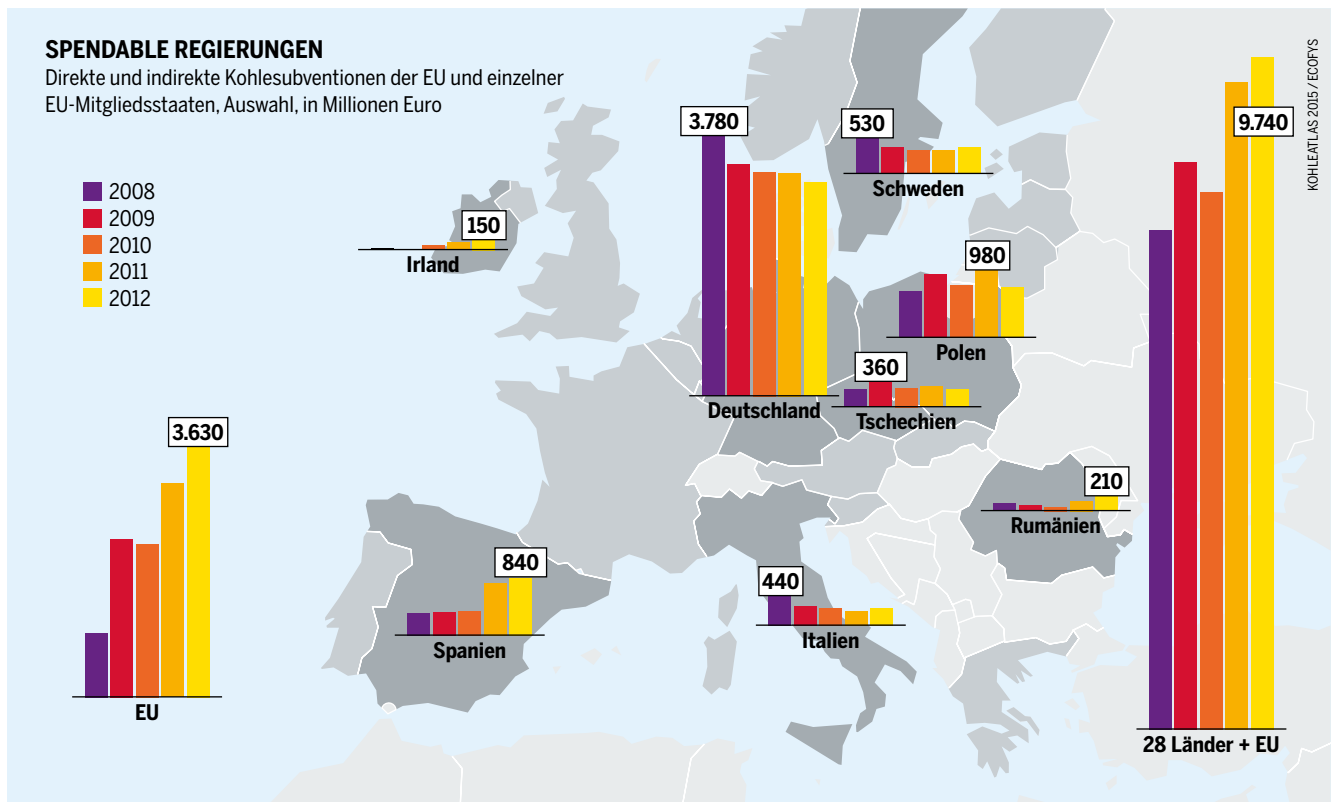 SPENDABLE REGIERUNGEN
Direkte und indirekte Kohlesubventionen der EU und einzelner
EU-Mitgliedsstaaten, Auswahl, in Millionen Euro
2008
2009
2010
2011
2012
150
Irland
3.780
Deutschland
530
Schweden
980
Polen
360
Tschechien
210
Rumänien
440
Italien
840
Spanien
3.630
EU
9.740
28 Länder + EU
KOHLEATLAS 2015 / ECOFYS